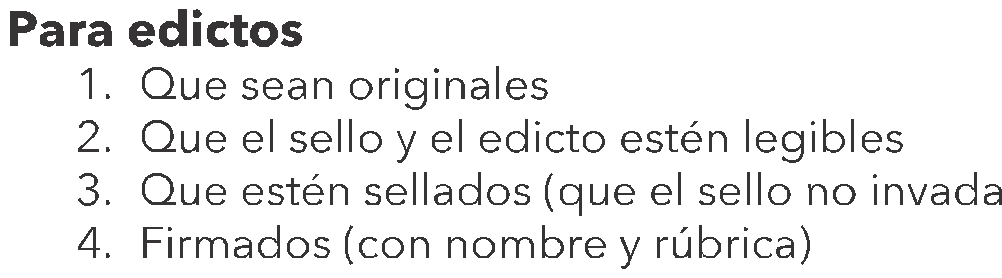 Para edictos
1. Que sean originales
2. Que el sello y el edicto estén legibles
3. Que estén sellados (que el sello no invada
4. Firmados (con nombre y rúbrica)